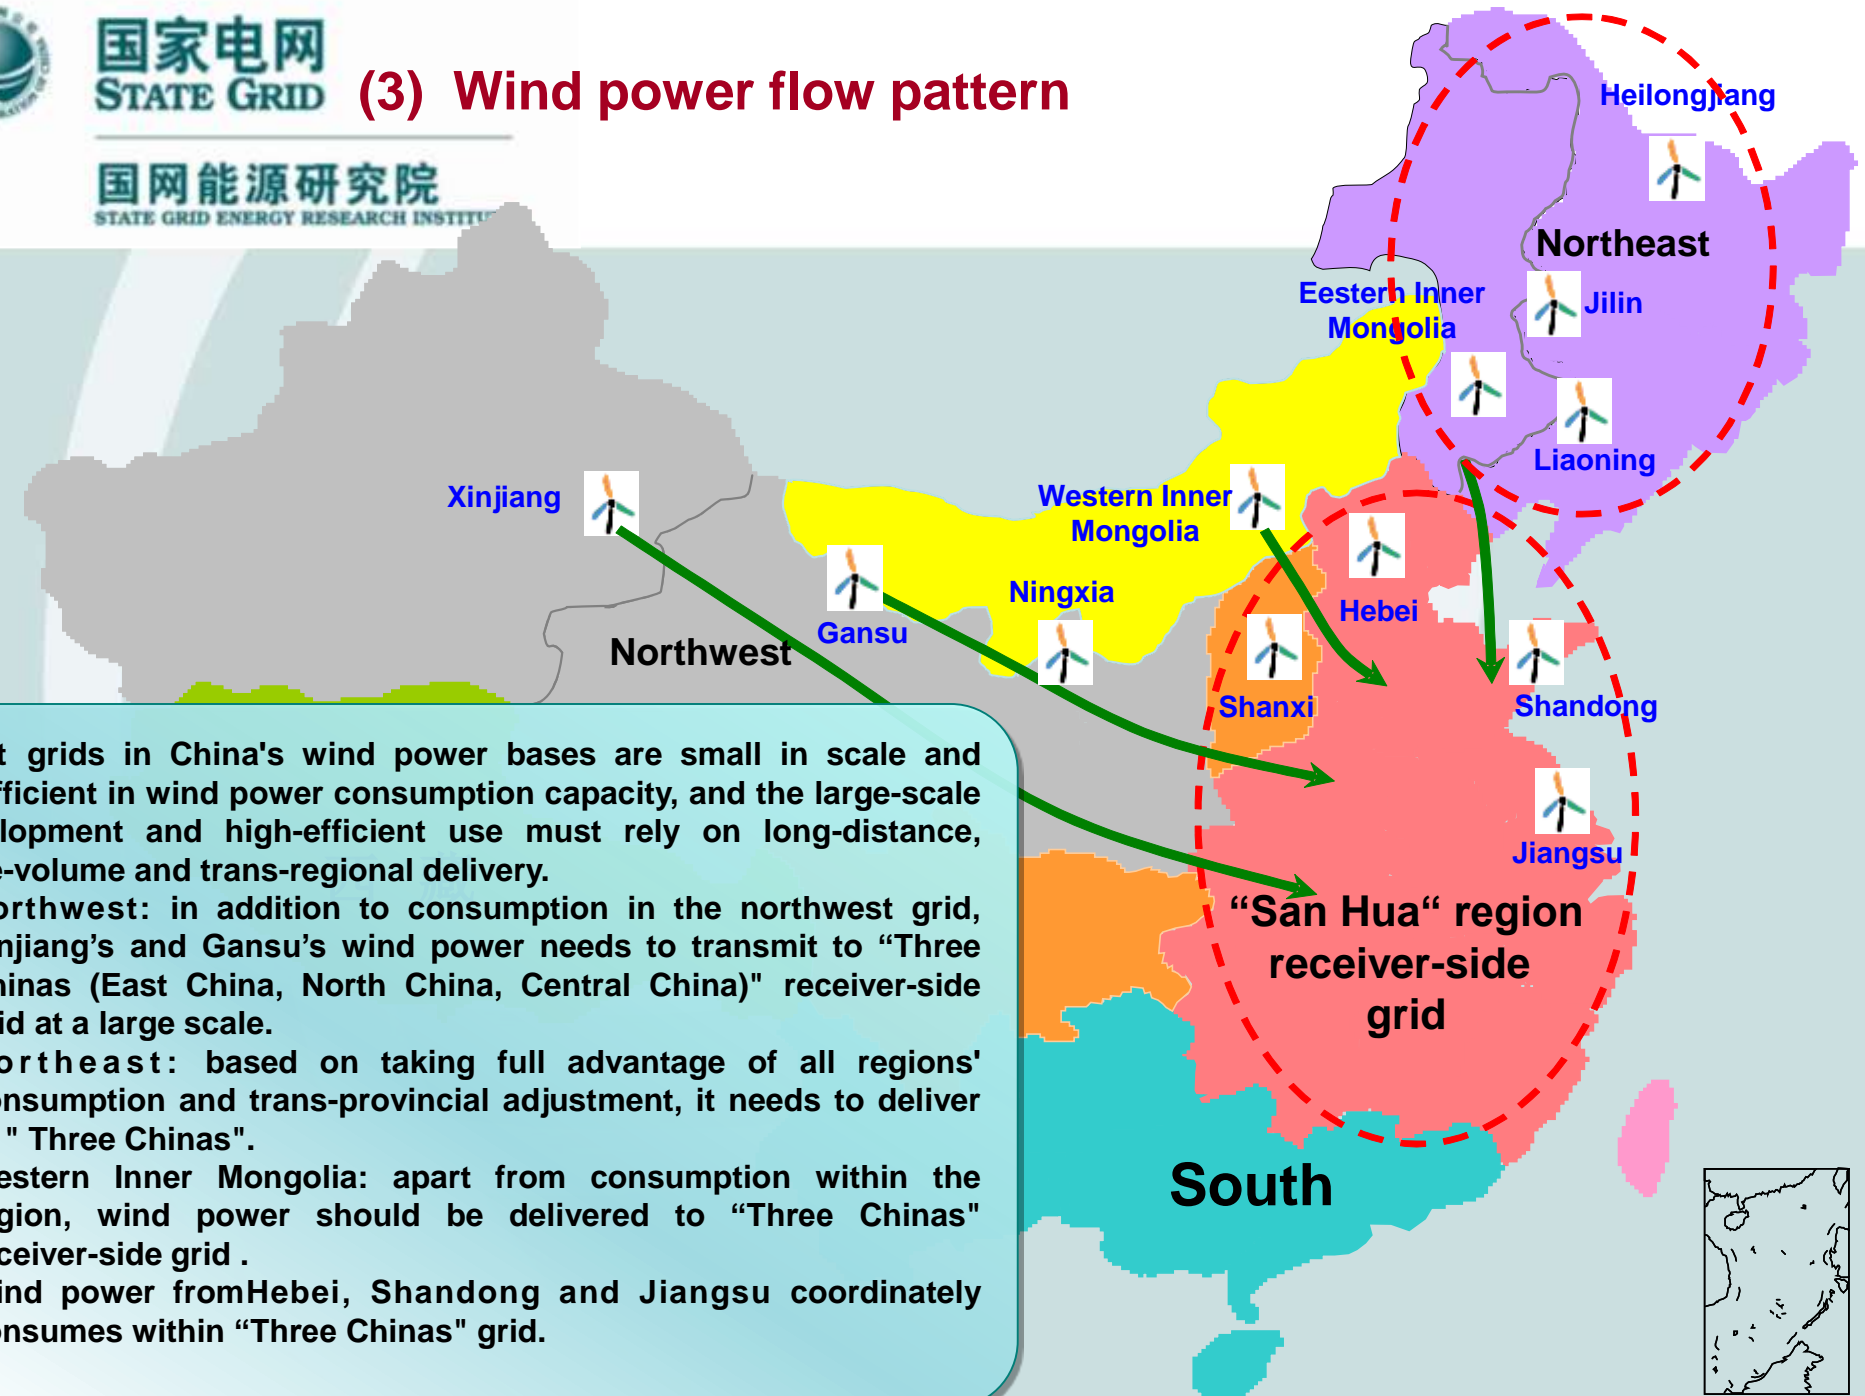 国家电网
STATE GRID
(3) Wind power flow pattern
国网能源研究院
STATE GRID ENERGY RESEARCH
Heilongjiang
Northeast
Eestern Inner
Mongolia
Jilin
Liaoning
Xinjiang
Western Inner
Mongolia
Ningxia
Gansu
Hebei
Northwest
Shanxi
Shandong
Jiangsu
grids in China's wind power bases are small in scale and
in wind power consumption capacity, and the large-scale
and high-efficient use must rely on long-distance,
-volume and trans-regional delivery.
orthwest: in addition to consumption in the northwest grid,
njiang’s and Gansu’s wind power needs to transmit to “Three
hinas (East China, North China, Central China)" receiver-side
id at a large scale.
ortheast: based on taking full advantage of all regions'
onsumption and trans-provincial adjustment, it needs to deliver
" Three Chinas".
estern Inner Mongolia: apart from consumption within the
gion, wind power should be delivered to “Three Chinas"
ceiver-side grid .
ind power fromHebei, Shandong and Jiangsu coordinately
onsumes within “Three Chinas" grid.
“San Hua“ region
receiver-side
grid
South